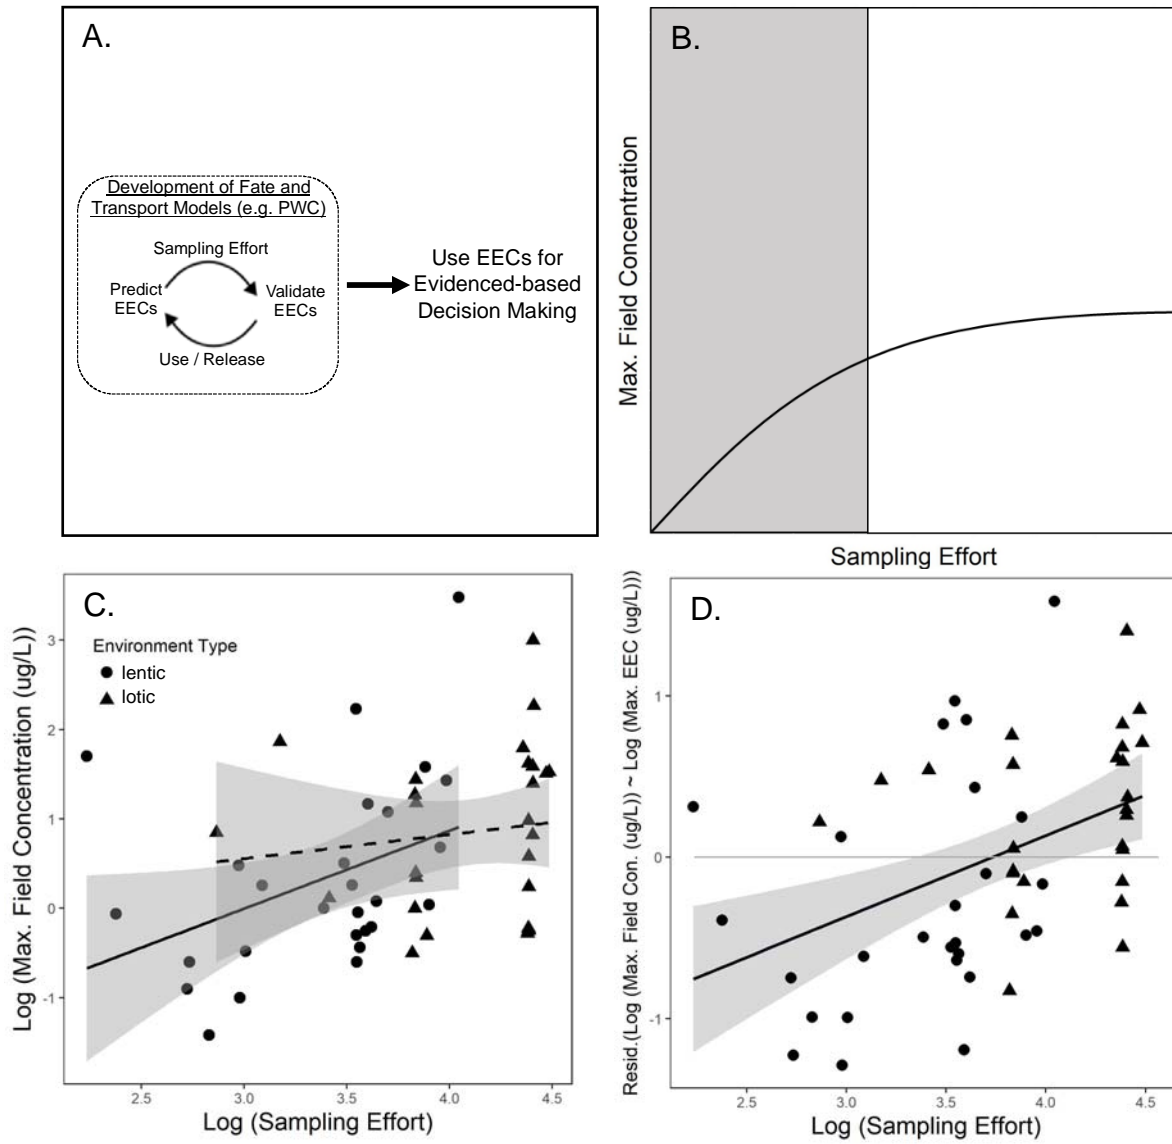 A.
Development of Fate and
Transport Models (e.g. PWC)
Sampling Effort
Predict
EECs
Validate
EECs
Use / Release
Use EECs for
Evidenced-based
Decision Making
B.
Max. Field Concentration
Sampling Effort
C.
Environment Type
lentic
lotic
Log (Max. Field Concentration (ug/L))
3
2
1
0
-1
2.5 3.0 3.5 4.0 4.5
Log (Sampling Effort)
D.
Resid.(Log (Max. Field Con. (ug/L)) ~ Log (Max. EEC (ug/L)))
1
0
-1
2.5 3.0 3.5 4.0 4.5
Log (Sampling Effort)